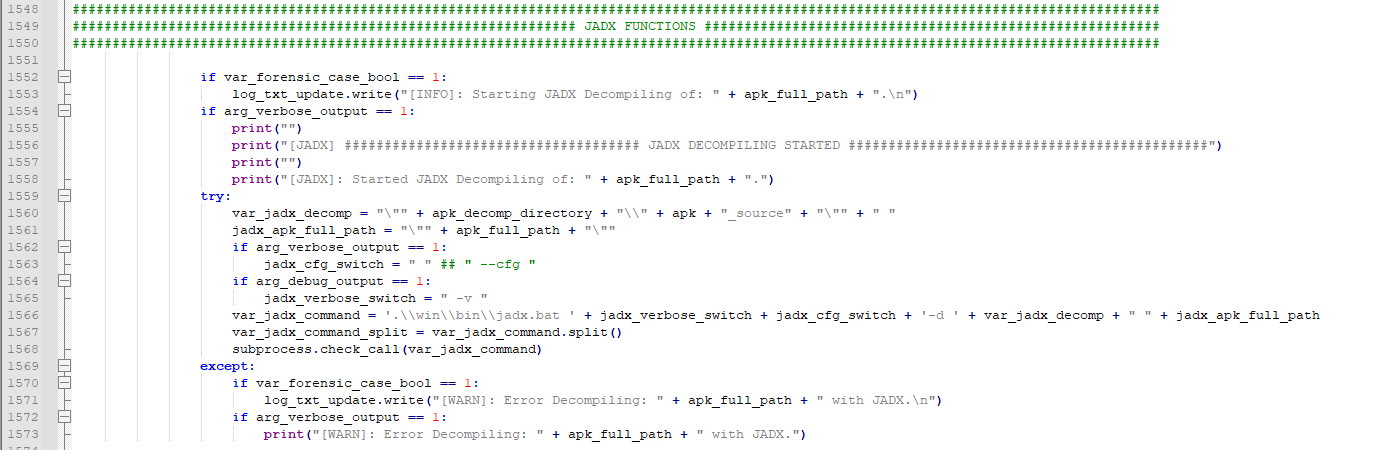 1548 ########################################################################################################################################
1549 ############################################################### JADX FUNCTIONS #########################################################
1550 ########################################################################################################################################
1551
1552 if var_forensic_case_bool == 1:
1553 log_txt_update.write("[INFO]: Starting JADX Decompiling of: " + apk_full_path + ".\n")
1554 if arg_verbose_output == 1:
1555 print("")
1556 print("[JADX] ##################################### JADX DECOMPILING STARTED #############################################")
1557 print("")
1558 print("[JADX]: Started JADX Decompiling of: " + apk_full_path + ".")
1559 try:
1560 var_jadx_decomp = "\"" + apk_decomp_directory + "\\" + apk + "_source" + "\"" + " "
1561 jadx_apk_full_path = "\"" + apk_full_path + "\""
1562 if arg_verbose_output == 1:
1563 jadx_cfg_switch = " " ## " --cfg "
1564 if arg_debug_output == 1:
1565 jadx_verbose_switch = " -v "
1566 var_jadx_command = '.\\win\\bin\\jadx.bat ' + jadx_verbose_switch + jadx_cfg_switch + '-d ' + var_jadx_decomp + " " + jadx_apk_full_path
1567 var_jadx_command_split = var_jadx_command.split()
1568 subprocess.check_call(var_jadx_command)
1569 except:
1570 if var_forensic_case_bool == 1:
1571 log_txt_update.write("[WARN]: Error Decompiling: " + apk_full_path + " with JADX.\n")
1572 if arg_verbose_output == 1:
1573 print("[WARN]: Error Decompiling: " + apk_full_path + " with JADX.")